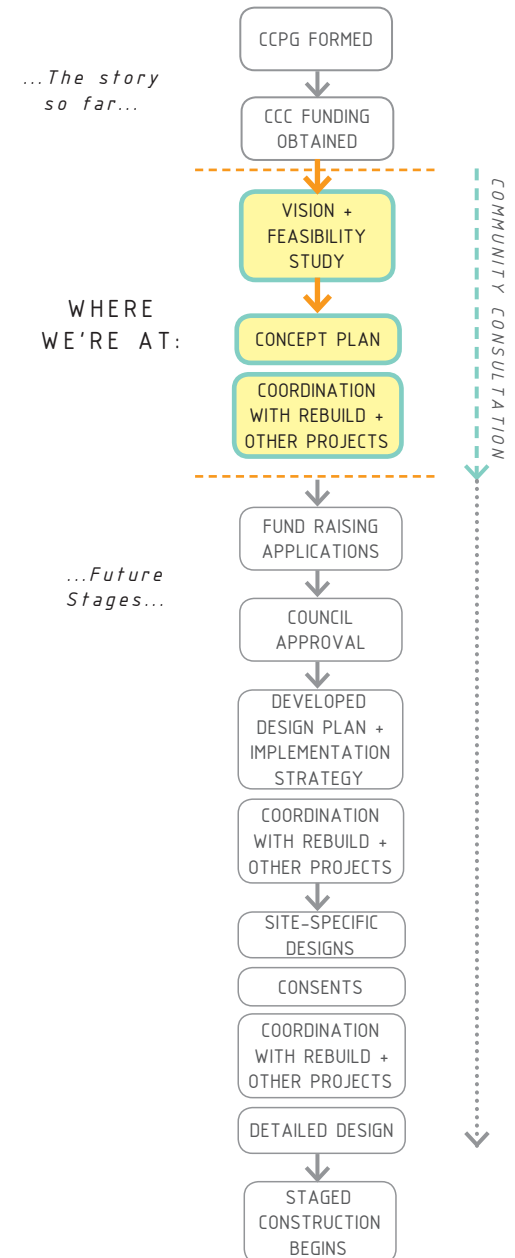 CCPG FORMED
...The story
so far...
CCC FUNDING
OBTAINED
COMMUNITY CONSULTATION
VISION +
FEASIBILITY
STUDY
WHERE
WE'RE AT:
CONCEPT PLAN
COORDINATION
WITH REBUILD +
OTHER PROJECTS
FUND RAISING
APPLICATIONS
...Future
Stages...
COUNCIL
APPROVAL
DEVELOPED
DESIGN PLAN +
IMPLEMENTATION
STRATEGY
COORDINATION
WITH REBUILD +
OTHER PROJECTS
SITE-SPECIFIC
DESIGNS
CONSENTS
COORDINATION
WITH REBUILD +
OTHER PROJECTS
DETAILED DESIGN
STAGED
CONSTRUCTION
BEGINS